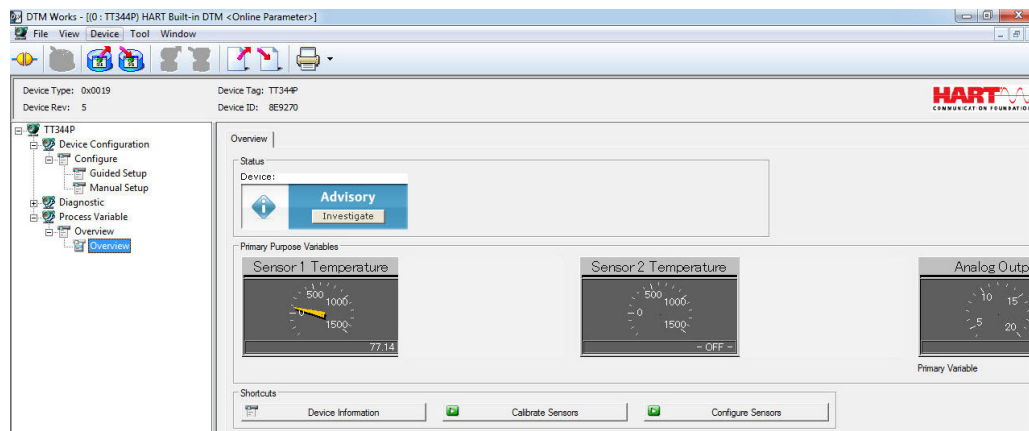 DTM Works - [(0 : TT344P) HART Built-in DTM <Online Parameter>]
File View Device Tool Window
Device Type: 0x0019
Device Tag: TT344P
Device Rev: 5
Device ID: 8E9270
HART
COMMUNICATION FOUNDATION
TT344P
Device Configuration
Configure
Guided Setup
Manual Setup
Diagnostic
Process Variable
Overview
Overview
Overview
Status
Device:
Advisory
Investigate
Primary Purpose Variables
Sensor 1 Temperature
0
500
1000
1500
77.14
Sensor 2 Temperature
0
500
1000
1500
- OFF -
Analog Outp
5
10
15
20
Primary Variable
Shortcuts
Device Information
Calibrate Sensors
Configure Sensors